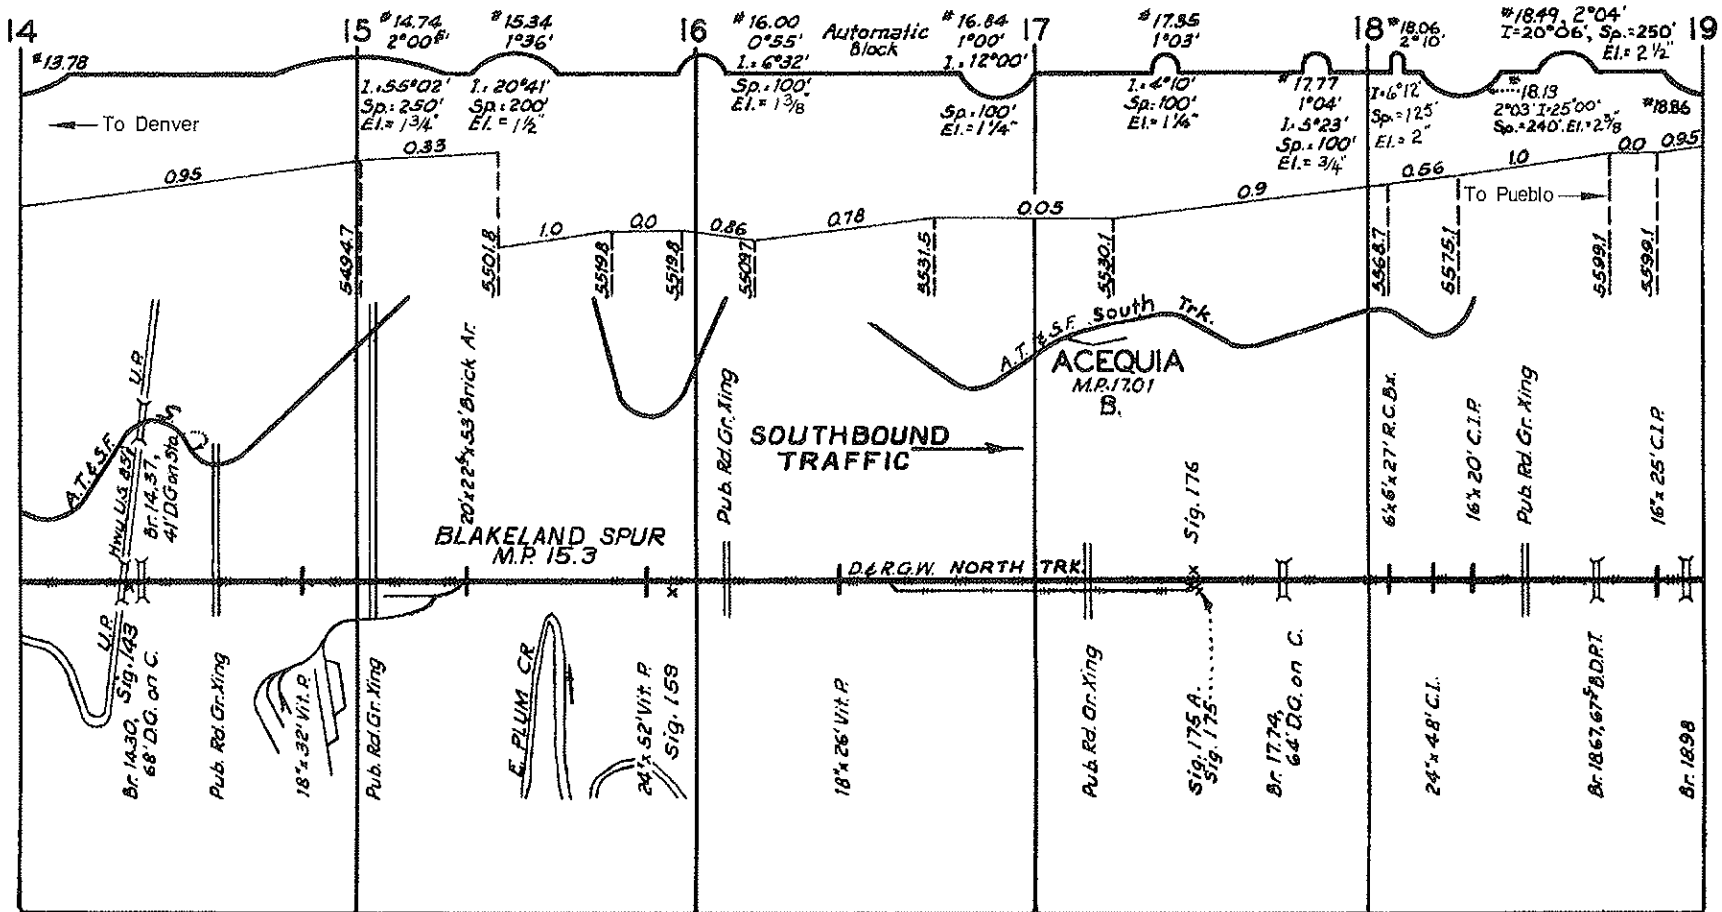 14
15
16
17
18
19
#13.78
#14.74
2°00'
I.=55°02'
Sp.=250'
El.=1 3/4"
#15.34
1°36'
I.=20°41'
Sp.=200'
El.=1 1/2"
#16.00
0°55'
I.=6°32'
Sp.=100'
El.=1 3/8
Automatic
Block
#16.84
1°00'
I.=12°00'
Sp.=100'
El.=1 1/4"
#17.35
1°03'
I.=4°10'
Sp.=100'
El.=1 1/4"
#17.77
1°04'
I.=5°23'
Sp.=100'
El.=3/4"
#18.06
2°10'
I=6°12'
Sp.=125'
El.=2"
#18.13
2°03' I=25°00'
Sp.=240' El.=2 3/8
#18.49, 2°04'
I=20°06', Sp.=250'
El.=2 1/2"
#18.86
To Denver
To Pueblo
0.95
0.33
1.0
0.0
0.86
0.78
0.05
0.9
0.66
1.0
0.0
0.95
5494.7
5501.8
5519.8
5519.8
5509.7
5531.5
5530.1
5568.7
5575.1
5599.1
5599.1
A.T.&S.F.
Hwy U.S. 85
U.P.
Br. 14.37,
41' D.G on Sto.
20'x22'x53' Brick Ar.
BLAKELAND SPUR
M.P. 15.3
Pub. Rd. Gr. Xing
SOUTHBOUND
TRAFFIC
A.T. & S.F. South Trk.
ACEQUIA
M.P. 17.01
B.
Sig. 176
6'x6'x27' R.C.Bx.
16"x20' C.I.P.
Pub. Rd. Gr. Xing
16"x25' C.I.P.
D.&R.G.W. NORTH TRK.
U.P.
Br. 14.30, Sig. 143
68' D.G. on C.
Pub. Rd. Gr. Xing
18"x32' Vit. P.
Pub. Rd. Gr. Xing
E. PLUM CR.
24"x52' Vit. P.
Sig. 159
18"x26' Vit. P.
Pub. Rd. Gr. Xing
Sig. 175 A.
Sig. 175
Br. 17.74,
64' D.G. on C.
24"x48' C.I.
Br. 18.67, 67' B.D.P.T.
Br. 18.98